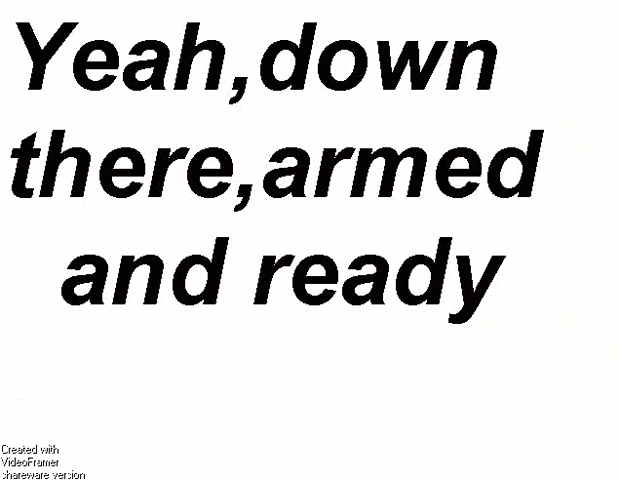 Yeah,down
there,armed
and ready
Created with
VideoFramer
shareware version